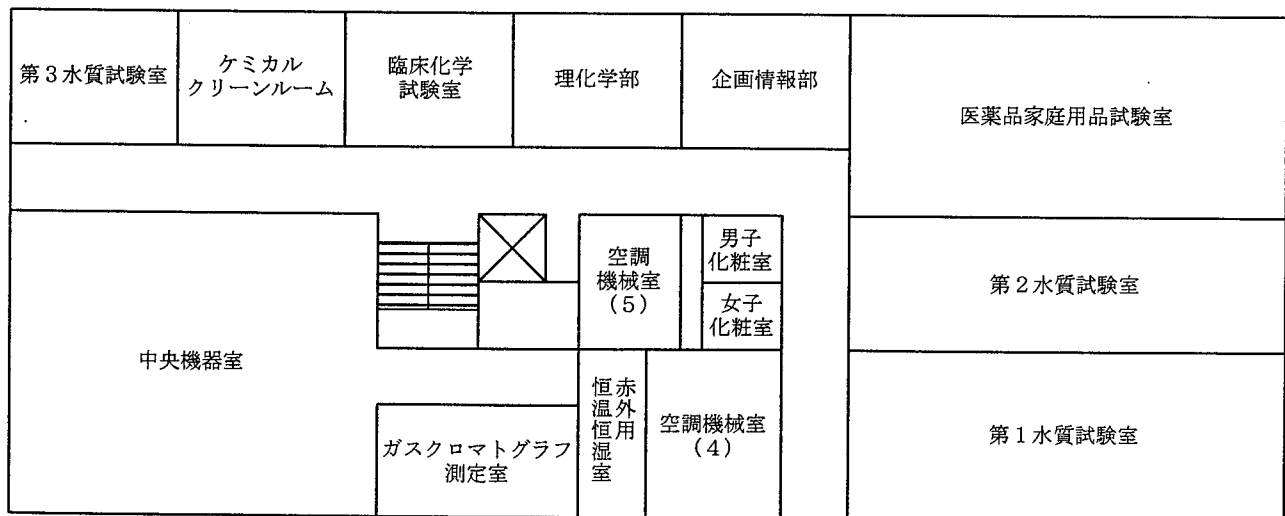 第３水質試験室
ケミカル
クリーンルーム
臨床化学
試験室
理化学部
企画情報部
医薬品家庭用品試験室
男子
化粧室
空調
機械室
(５)
女子
化粧室
第２水質試験室
中央機器室
赤外用
恒温恒湿室
空調機械室
(４)
ガスクロマトグラフ
測定室
第１水質試験室